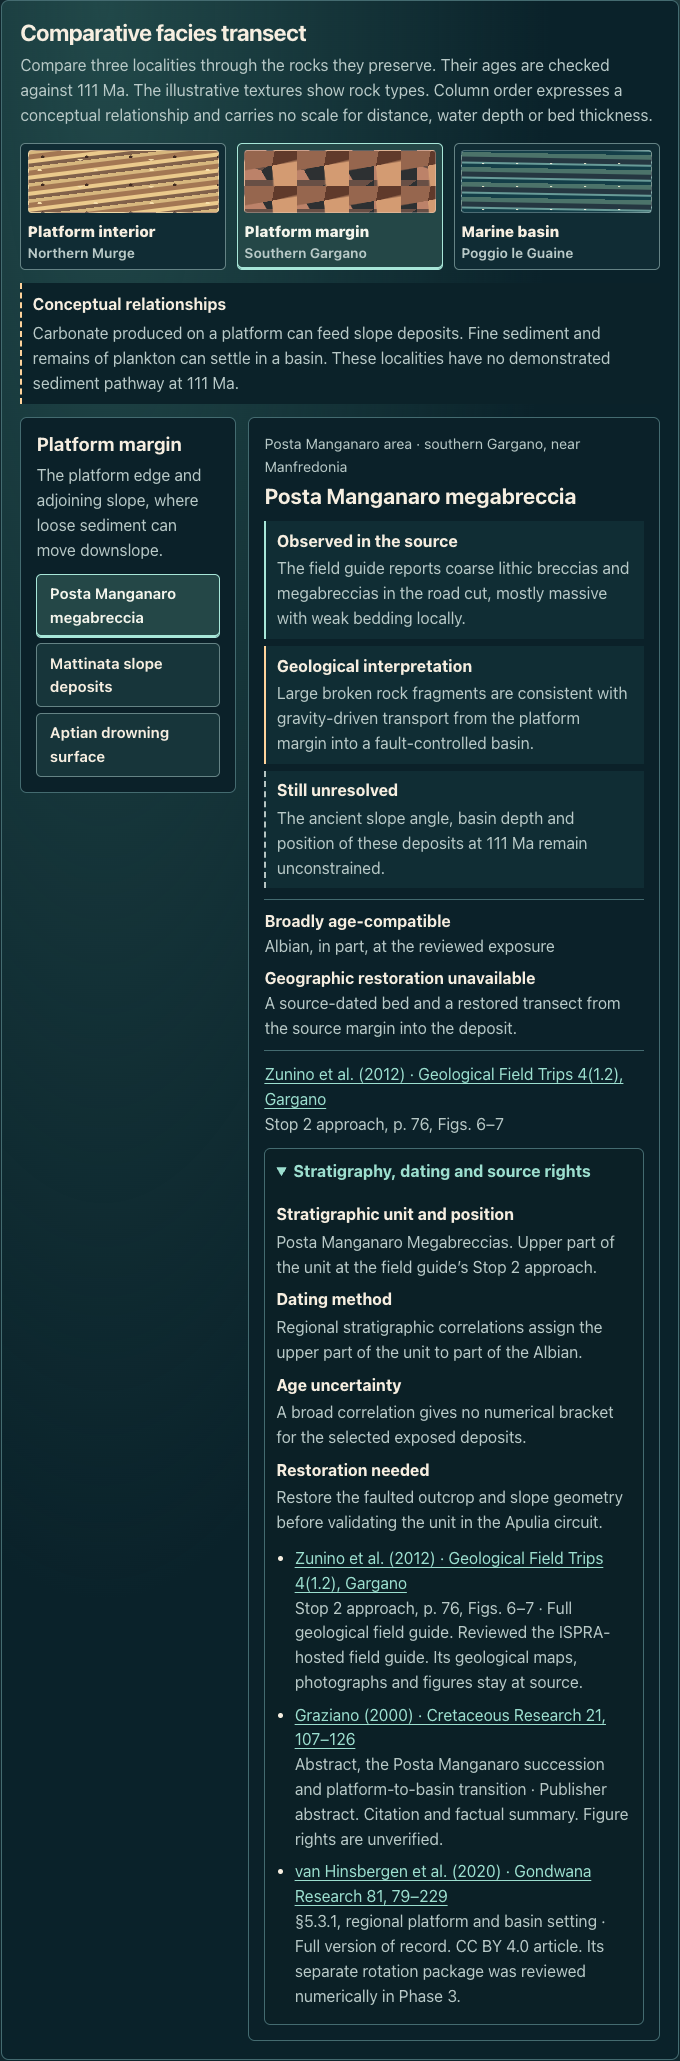 Comparative facies transect
Compare three localities through the rocks they preserve. Their ages are checked
against 111 Ma. The illustrative textures show rock types. Column order expresses a
conceptual relationship and carries no scale for distance, water depth or bed thickness.
Platform interior
Northern Murge
Platform margin
Southern Gargano
Marine basin
Poggio le Guaine
Conceptual relationships
Carbonate produced on a platform can feed slope deposits. Fine sediment and
remains of plankton can settle in a basin. These localities have no demonstrated
sediment pathway at 111 Ma.
Platform margin
The platform edge and
adjoining slope, where
loose sediment can
move downslope.
Posta Manganaro
megabreccia
Mattinata slope
deposits
Aptian drowning
surface
Posta Manganaro area · southern Gargano, near
Manfredonia
Posta Manganaro megabreccia
Observed in the source
The field guide reports coarse lithic breccias and
megabreccias in the road cut, mostly massive
with weak bedding locally.
Geological interpretation
Large broken rock fragments are consistent with
gravity-driven transport from the platform
margin into a fault-controlled basin.
Still unresolved
The ancient slope angle, basin depth and
position of these deposits at 111 Ma remain
unconstrained.
Broadly age-compatible
Albian, in part, at the reviewed exposure
Geographic restoration unavailable
A source-dated bed and a restored transect from
the source margin into the deposit.
Zunino et al. (2012) · Geological Field Trips 4(1.2),
Gargano
Stop 2 approach, p. 76, Figs. 6–7
▼ Stratigraphy, dating and source rights
Stratigraphic unit and position
Posta Manganaro Megabreccias. Upper part of
the unit at the field guide’s Stop 2 approach.
Dating method
Regional stratigraphic correlations assign the
upper part of the unit to part of the Albian.
Age uncertainty
A broad correlation gives no numerical bracket
for the selected exposed deposits.
Restoration needed
Restore the faulted outcrop and slope geometry
before validating the unit in the Apulia circuit.
• Zunino et al. (2012) · Geological Field Trips
4(1.2), Gargano
Stop 2 approach, p. 76, Figs. 6–7 · Full
geological field guide. Reviewed the ISPRA-
hosted field guide. Its geological maps,
photographs and figures stay at source.
• Graziano (2000) · Cretaceous Research 21,
107–126
Abstract, the Posta Manganaro succession
and platform-to-basin transition · Publisher
abstract. Citation and factual summary. Figure
rights are unverified.
• van Hinsbergen et al. (2020) · Gondwana
Research 81, 79–229
§5.3.1, regional platform and basin setting ·
Full version of record. CC BY 4.0 article. Its
separate rotation package was reviewed
numerically in Phase 3.